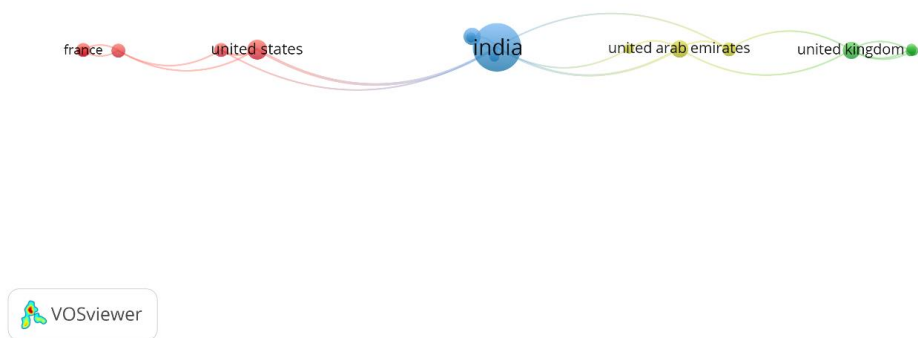 france
united states
india
united arab emirates
united kingdom
VOSviewer